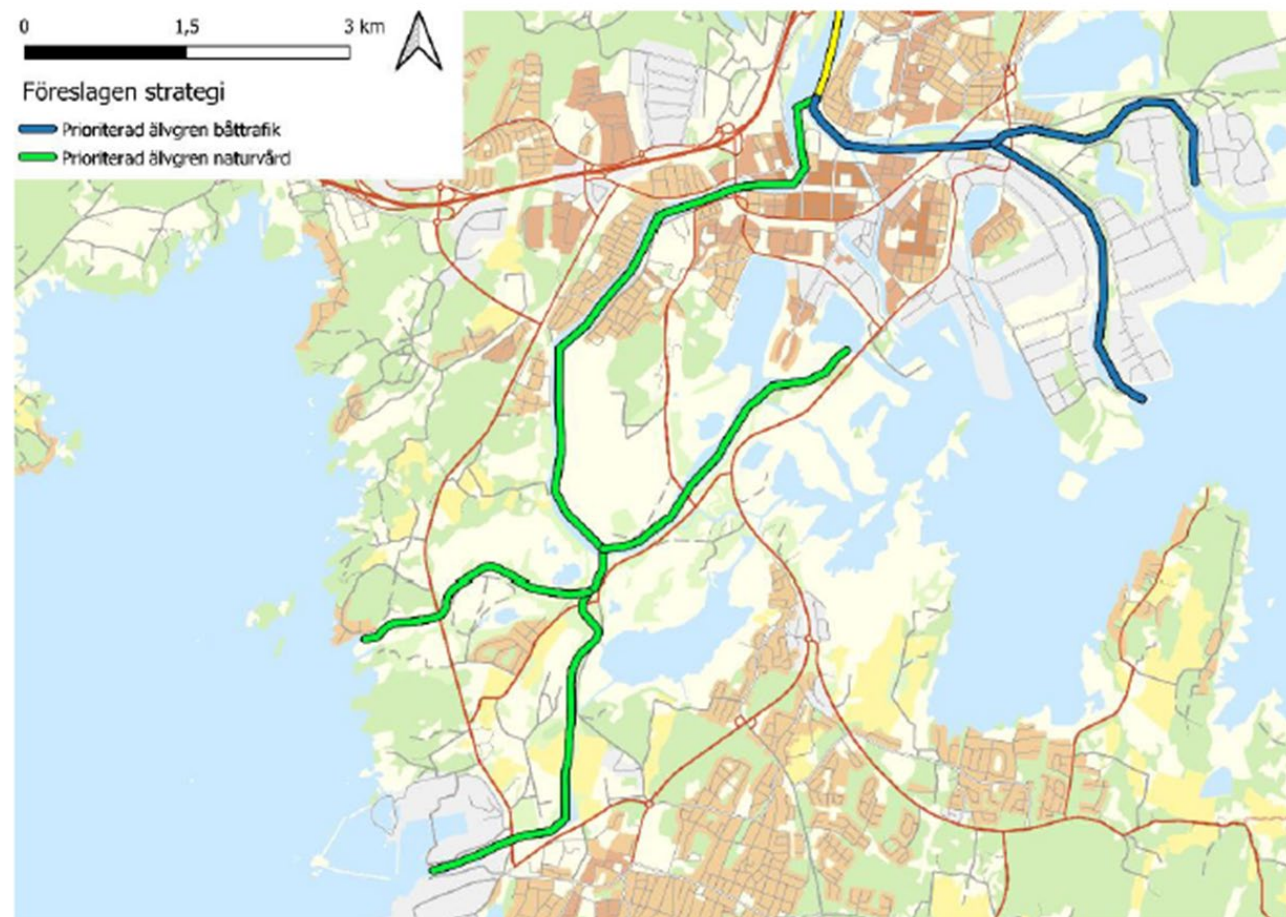 0 1,5 3 km
Föreslagen strategi
Prioriterad älvgren båttrafik
Prioriterad älvgren naturvård